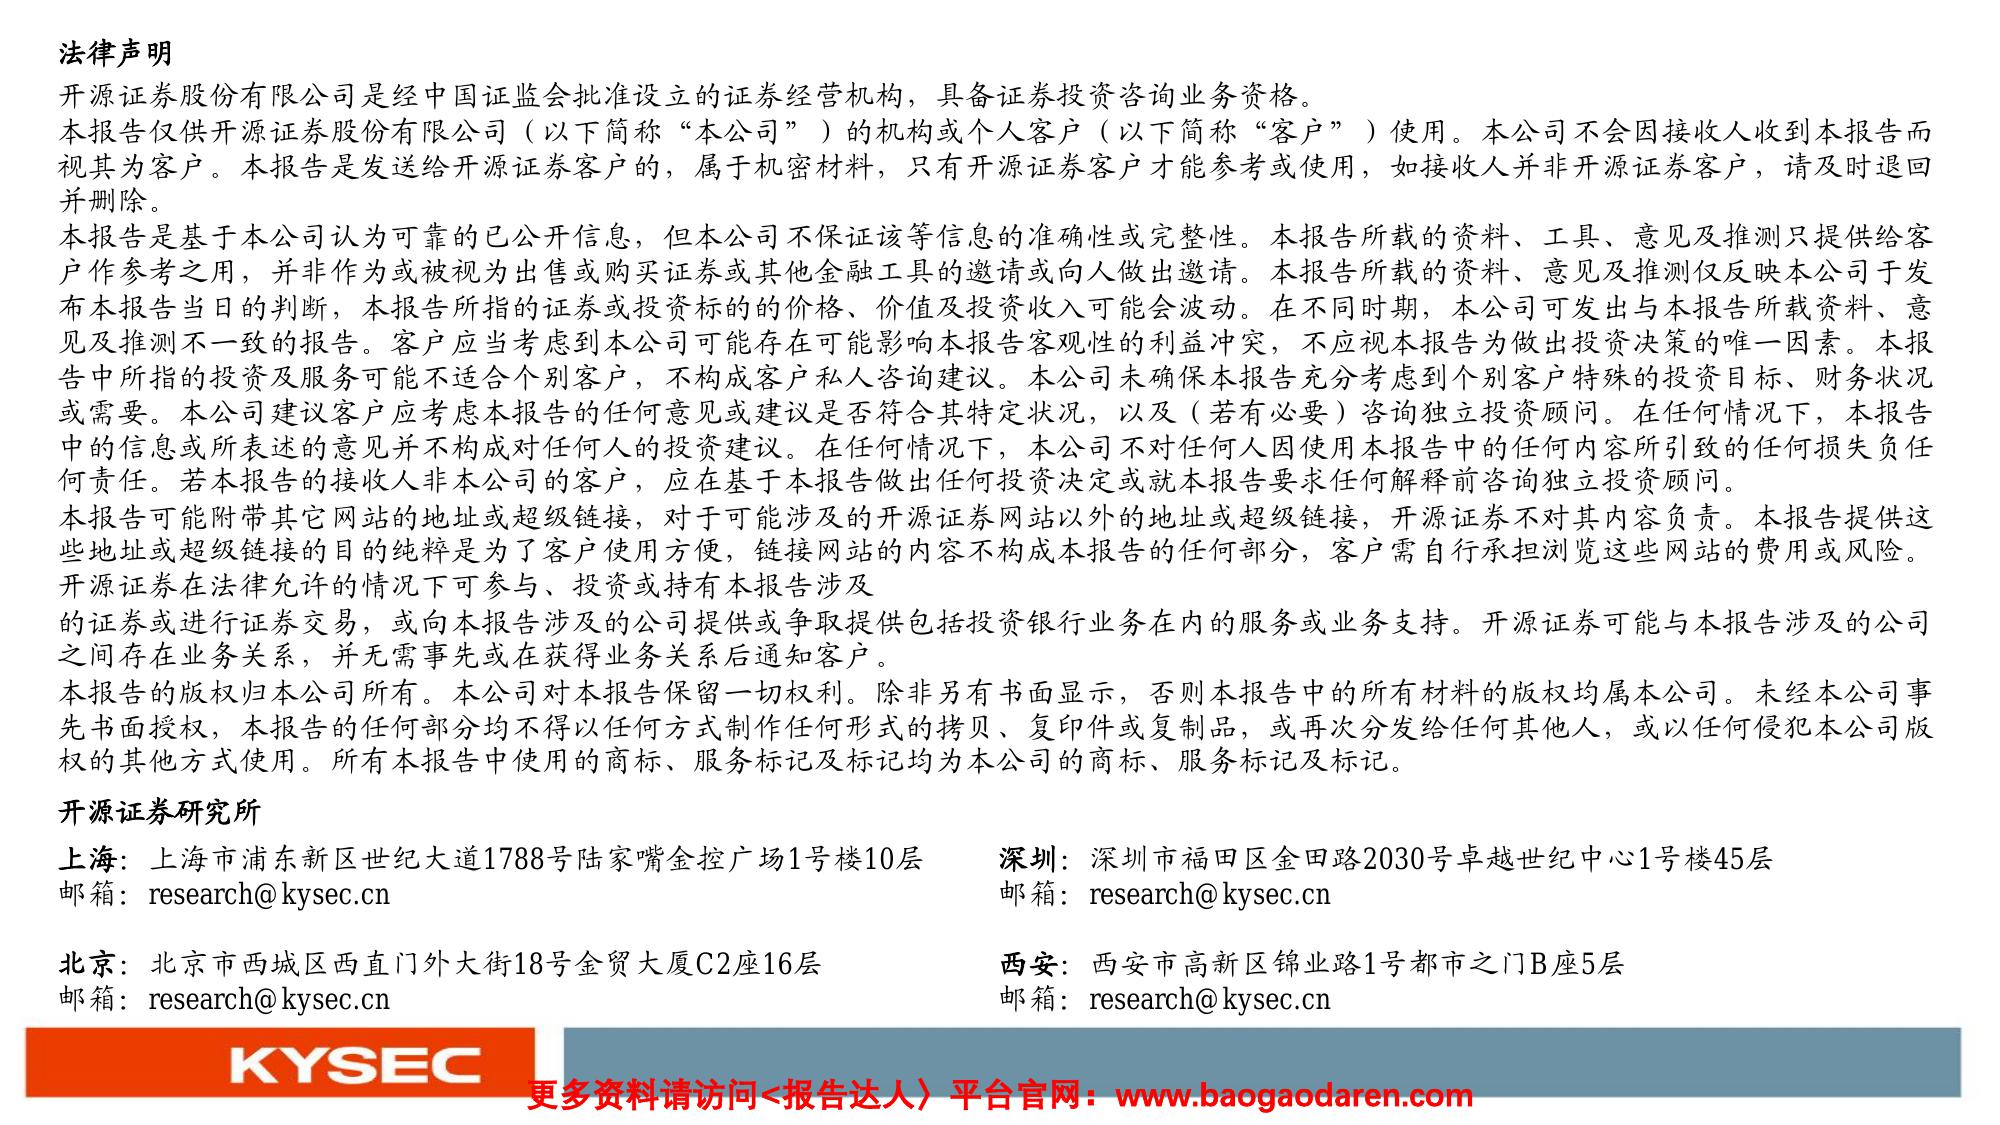 法律声明
开源证券股份有限公司是经中国证监会批准设立的证券经营机构，具备证券投资咨询业务资格。
本报告仅供开源证券股份有限公司（以下简称“本公司”）的机构或个人客户（以下简称“客户”）使用。本公司不会因接收人收到本报告而
视其为客户。本报告是发送给开源证券客户的，属于机密材料，只有开源证券客户才能参考或使用，如接收人并非开源证券客户，请及时退回
并删除。
本报告是基于本公司认为可靠的已公开信息，但本公司不保证该等信息的准确性或完整性。本报告所载的资料、工具、意见及推测只提供给客
户作参考之用，并非作为或被视为出售或购买证券或其他金融工具的邀请或向人做出邀请。本报告所载的资料、意见及推测仅反映本公司于发
布本报告当日的判断，本报告所指的证券或投资标的的价格、价值及投资收入可能会波动。在不同时期，本公司可发出与本报告所载资料、意
见及推测不一致的报告。客户应当考虑到本公司可能存在可能影响本报告客观性的利益冲突，不应视本报告为做出投资决策的唯一因素。本报
告中所指的投资及服务可能不适合个别客户，不构成客户私人咨询建议。本公司未确保本报告充分考虑到个别客户特殊的投资目标、财务状况
或需要。本公司建议客户应考虑本报告的任何意见或建议是否符合其特定状况，以及（若有必要）咨询独立投资顾问。在任何情况下，本报告
中的信息或所表述的意见并不构成对任何人的投资建议。在任何情况下，本公司不对任何人因使用本报告中的任何内容所引致的任何损失负任
何责任。若本报告的接收人非本公司的客户，应在基于本报告做出任何投资决定或就本报告要求任何解释前咨询独立投资顾问。
本报告可能附带其它网站的地址或超级链接，对于可能涉及的开源证券网站以外的地址或超级链接，开源证券不对其内容负责。本报告提供这
些地址或超级链接的目的纯粹是为了客户使用方便，链接网站的内容不构成本报告的任何部分，客户需自行承担浏览这些网站的费用或风险。
开源证券在法律允许的情况下可参与、投资或持有本报告涉及
的证券或进行证券交易，或向本报告涉及的公司提供或争取提供包括投资银行业务在内的服务或业务支持。开源证券可能与本报告涉及的公司
之间存在业务关系，并无需事先或在获得业务关系后通知客户。
本报告的版权归本公司所有。本公司对本报告保留一切权利。除非另有书面显示，否则本报告中的所有材料的版权均属本公司。未经本公司事
先书面授权，本报告的任何部分均不得以任何方式制作任何形式的拷贝、复印件或复制品，或再次分发给任何其他人，或以任何侵犯本公司版
权的其他方式使用。所有本报告中使用的商标、服务标记及标记均为本公司的商标、服务标记及标记。
开源证券研究所
上海：上海市浦东新区世纪大道1788号陆家嘴金控广场1号楼10层
邮箱：research@kysec.cn
深圳：深圳市福田区金田路2030号卓越世纪中心1号楼45层
邮箱：research@kysec.cn
北京：北京市西城区西直门外大街18号金贸大厦C2座16层
邮箱：research@kysec.cn
西安：西安市高新区锦业路1号都市之门B座5层
邮箱：research@kysec.cn
KYSEC
更多资料请访问<报告达人〉平台官网：www.baogaodaren.com